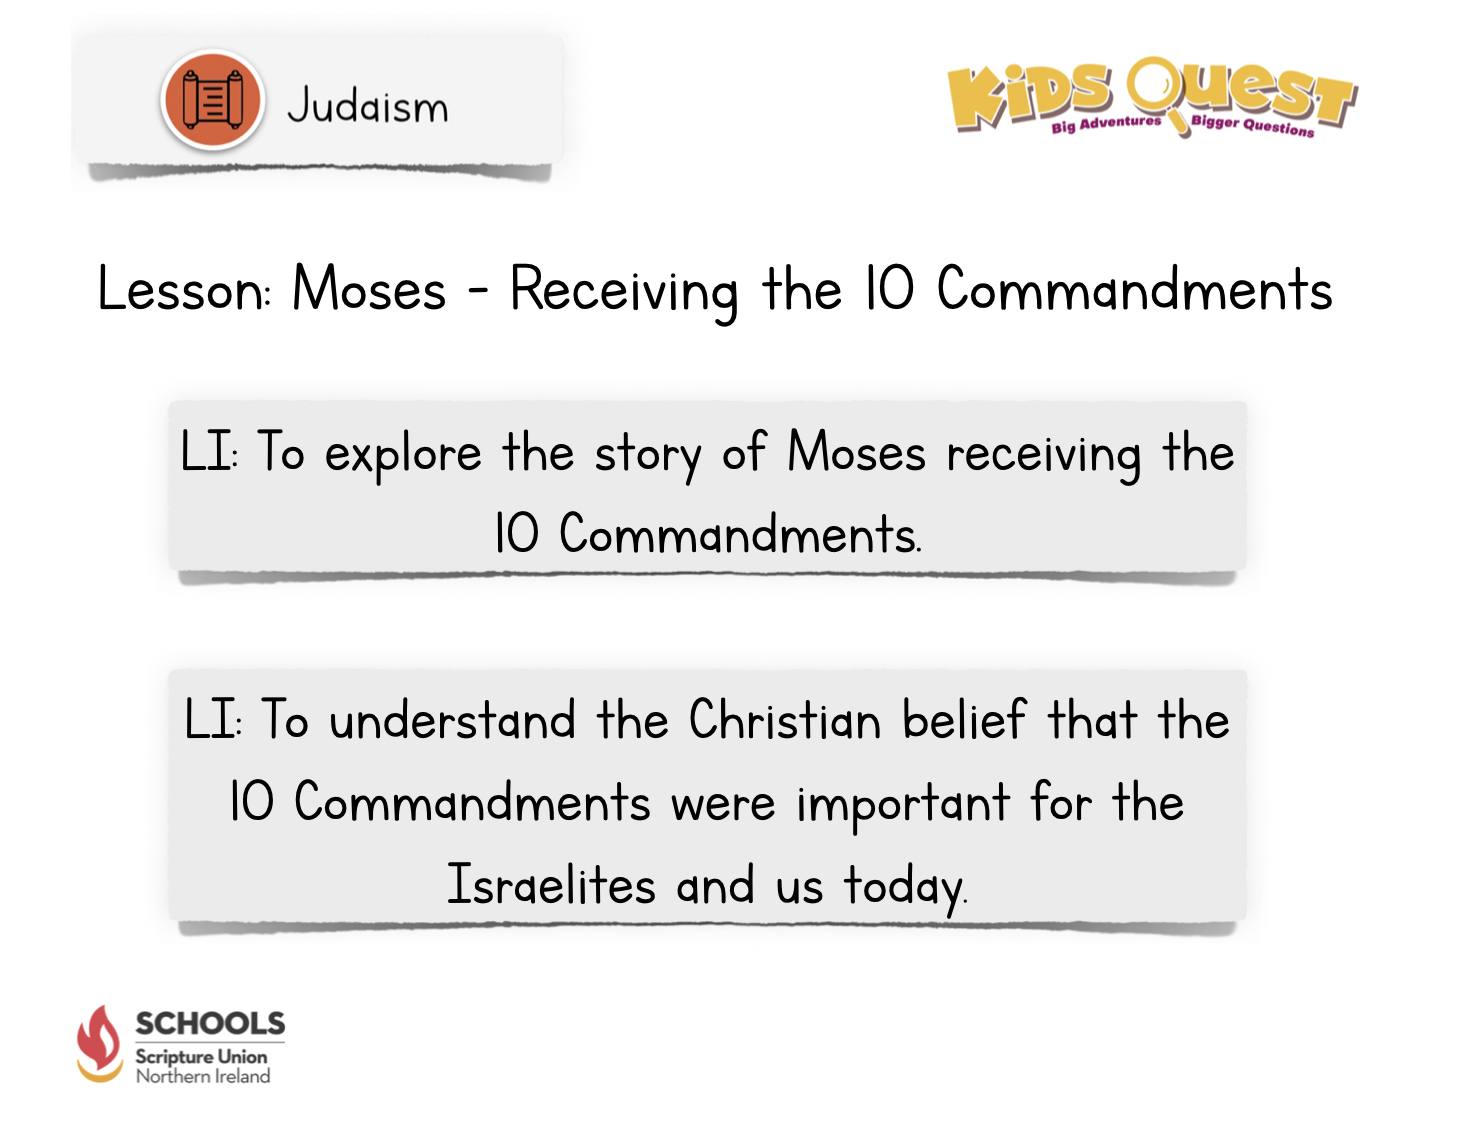 Judaism
Kids Quest
Big Adventures Bigger Questions
Lesson: Moses - Receiving the 10 Commandments
LI: To explore the story of Moses receiving the
10 Commandments.
LI: To understand the Christian belief that the
10 Commandments were important for the
Israelites and us today.
SCHOOLS
Scripture Union
Northern Ireland